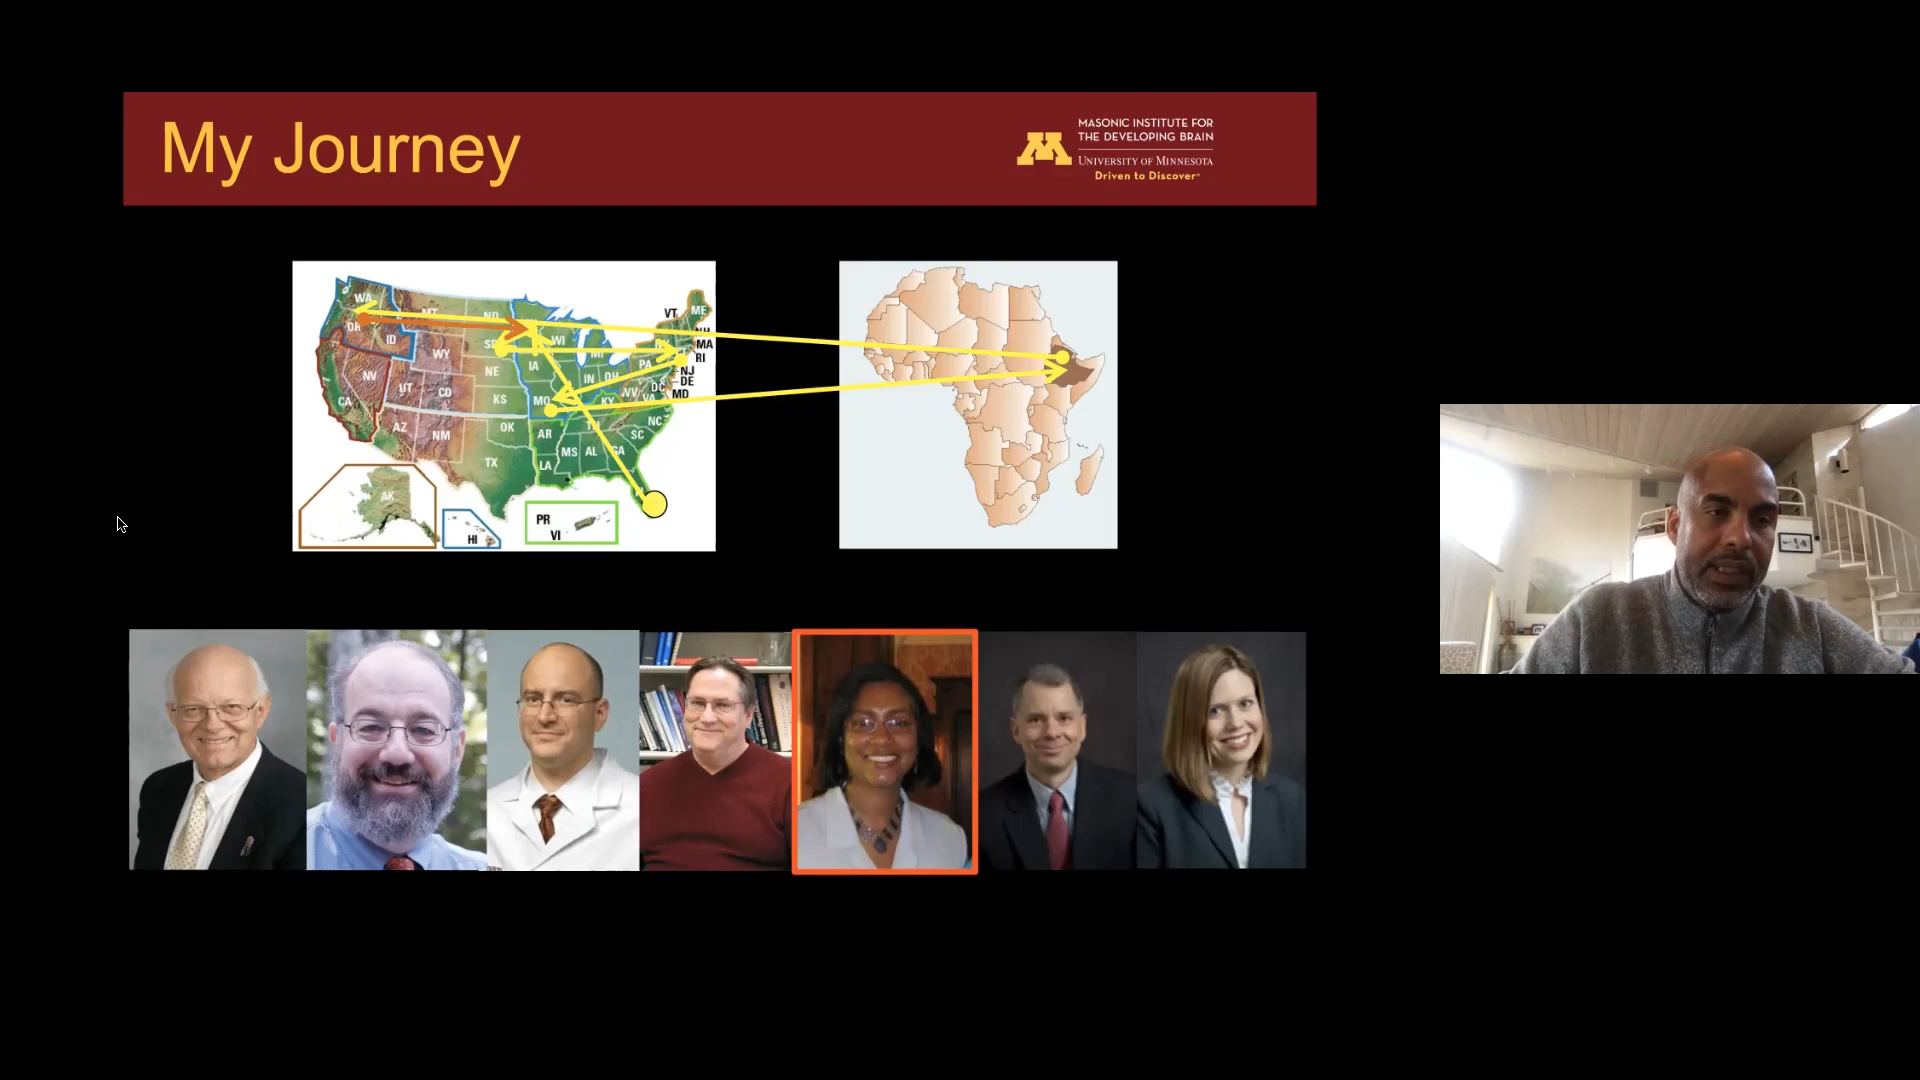 My Journey
MASONIC INSTITUTE FOR
THE DEVELOPING BRAIN
UNIVERSITY OF MINNESOTA
Driven to Discover
WA
MT
ND
VT
ME
OR
ID
WI
NH
MA
SD
WY
MI
RI
NE
IA
PA
NJ
NV
UT
IN
OH
DE
CO
DC
MD
CA
KS
MO
KY
WV
VA
AZ
NM
OK
AR
TN
NC
SC
TX
LA
MS
AL
GA
AK
HI
PR
VI